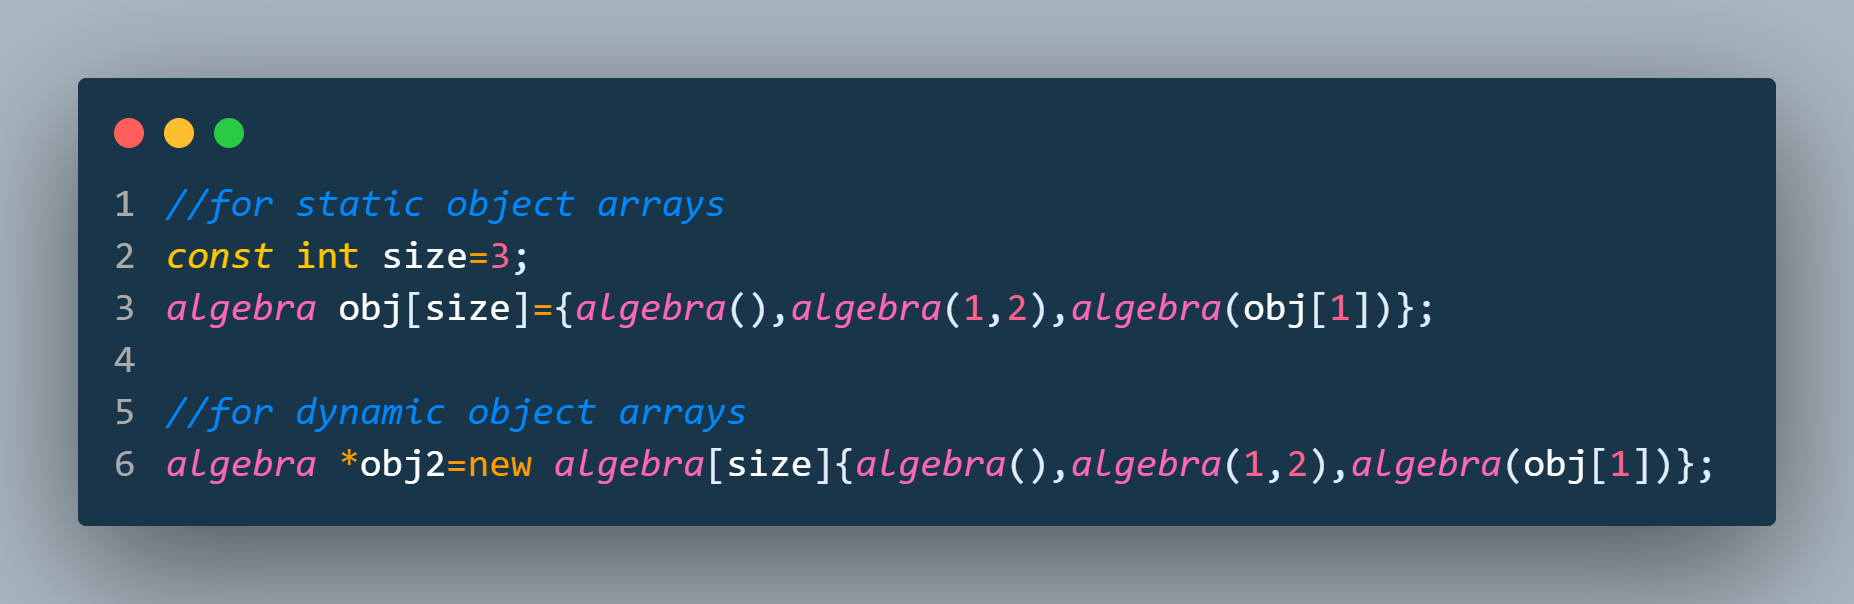 1 //for static object arrays
2 const int size=3;
3 algebra obj[size]={algebra(),algebra(1,2),algebra(obj[1])};
4
5 //for dynamic object arrays
6 algebra *obj2=new algebra[size]{algebra(),algebra(1,2),algebra(obj[1])};